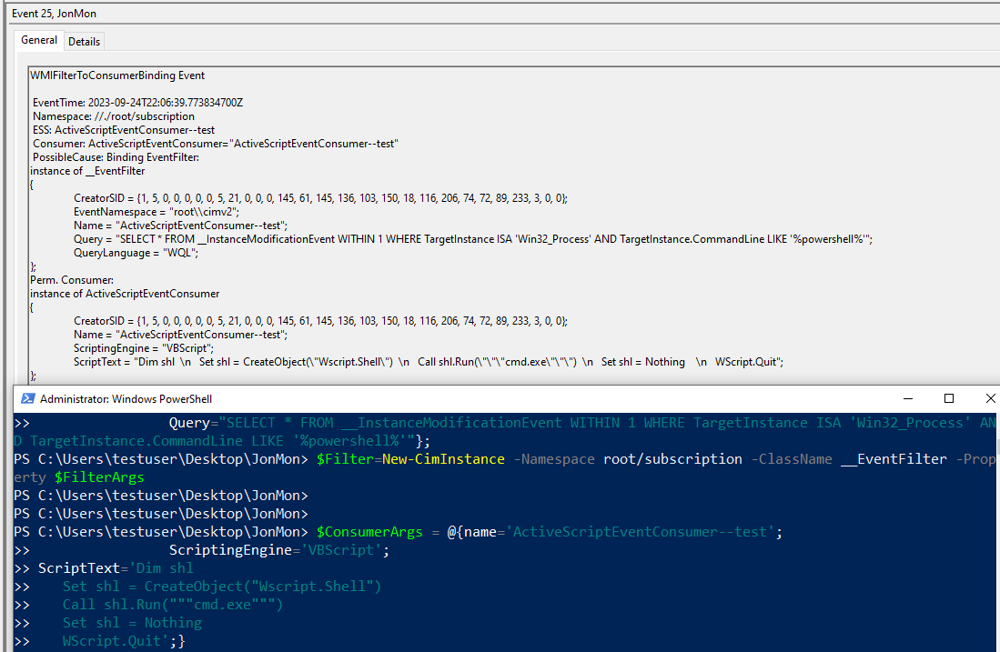 Event 25, JonMon
General Details
WMIFilterToConsumerBinding Event
EventTime: 2023-09-24T22:06:39.773834700Z
Namespace: //./root/subscription
ESS: ActiveScriptEventConsumer--test
Consumer: ActiveScriptEventConsumer="ActiveScriptEventConsumer--test"
PossibleCause: Binding EventFilter:
instance of __EventFilter
{
CreatorSID = {1, 5, 0, 0, 0, 0, 0, 5, 21, 0, 0, 0, 145, 61, 145, 136, 103, 150, 18, 116, 206, 74, 72, 89, 233, 3, 0, 0};
EventNamespace = "root\\cimv2";
Name = "ActiveScriptEventConsumer--test";
Query = "SELECT * FROM __InstanceModificationEvent WITHIN 1 WHERE TargetInstance ISA 'Win32_Process' AND TargetInstance.CommandLine LIKE '%powershell%'";
QueryLanguage = "WQL";
};
Perm. Consumer:
instance of ActiveScriptEventConsumer
{
CreatorSID = {1, 5, 0, 0, 0, 0, 0, 5, 21, 0, 0, 0, 145, 61, 145, 136, 103, 150, 18, 116, 206, 74, 72, 89, 233, 3, 0, 0};
Name = "ActiveScriptEventConsumer--test";
ScriptingEngine = "VBScript";
ScriptText = "Dim shl \n Set shl = CreateObject(\"Wscript.Shell\") \n Call shl.Run(\"\"\"cmd.exe\"\"\") \n Set shl = Nothing \n WScript.Quit";
};
Administrator: Windows PowerShell
>> Query="SELECT * FROM __InstanceModificationEvent WITHIN 1 WHERE TargetInstance ISA 'Win32_Process' AN
D TargetInstance.CommandLine LIKE '%powershell%'"};
PS C:\Users\testuser\Desktop\JonMon> $Filter=New-CimInstance -Namespace root/subscription -ClassName __EventFilter -Prop
erty $FilterArgs
PS C:\Users\testuser\Desktop\JonMon>
PS C:\Users\testuser\Desktop\JonMon>
PS C:\Users\testuser\Desktop\JonMon> $ConsumerArgs = @{name='ActiveScriptEventConsumer--test';
>> ScriptingEngine='VBScript';
>> ScriptText='Dim shl
>> Set shl = CreateObject("Wscript.Shell")
>> Call shl.Run("""cmd.exe""")
>> Set shl = Nothing
>> WScript.Quit';}